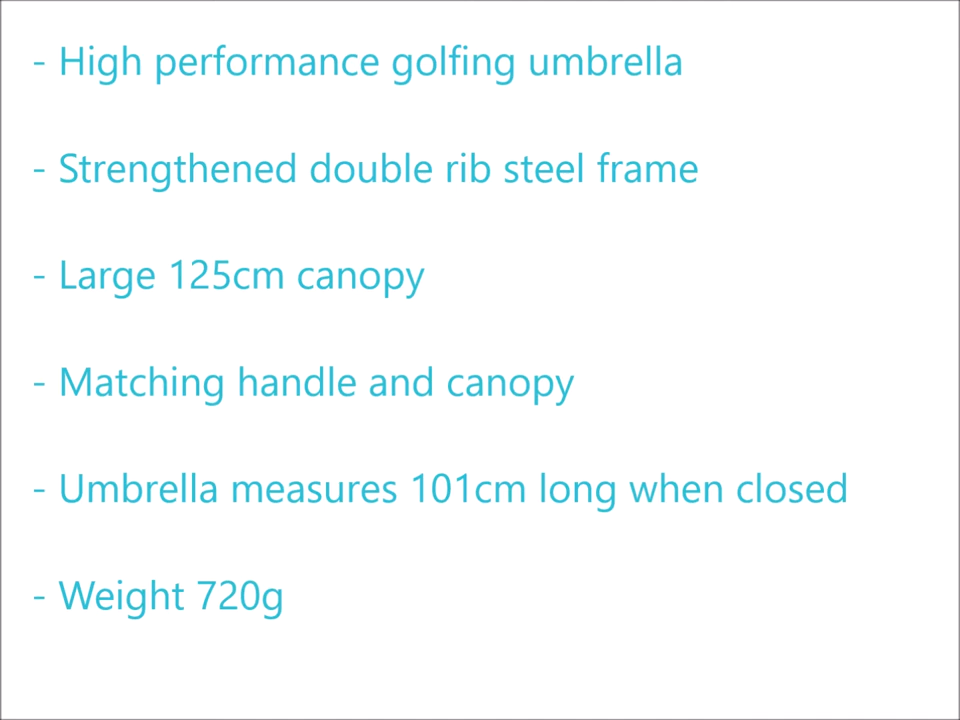 - High performance golfing umbrella
- Strengthened double rib steel frame
- Large 125cm canopy
- Matching handle and canopy
- Umbrella measures 101cm long when closed
- Weight 720g